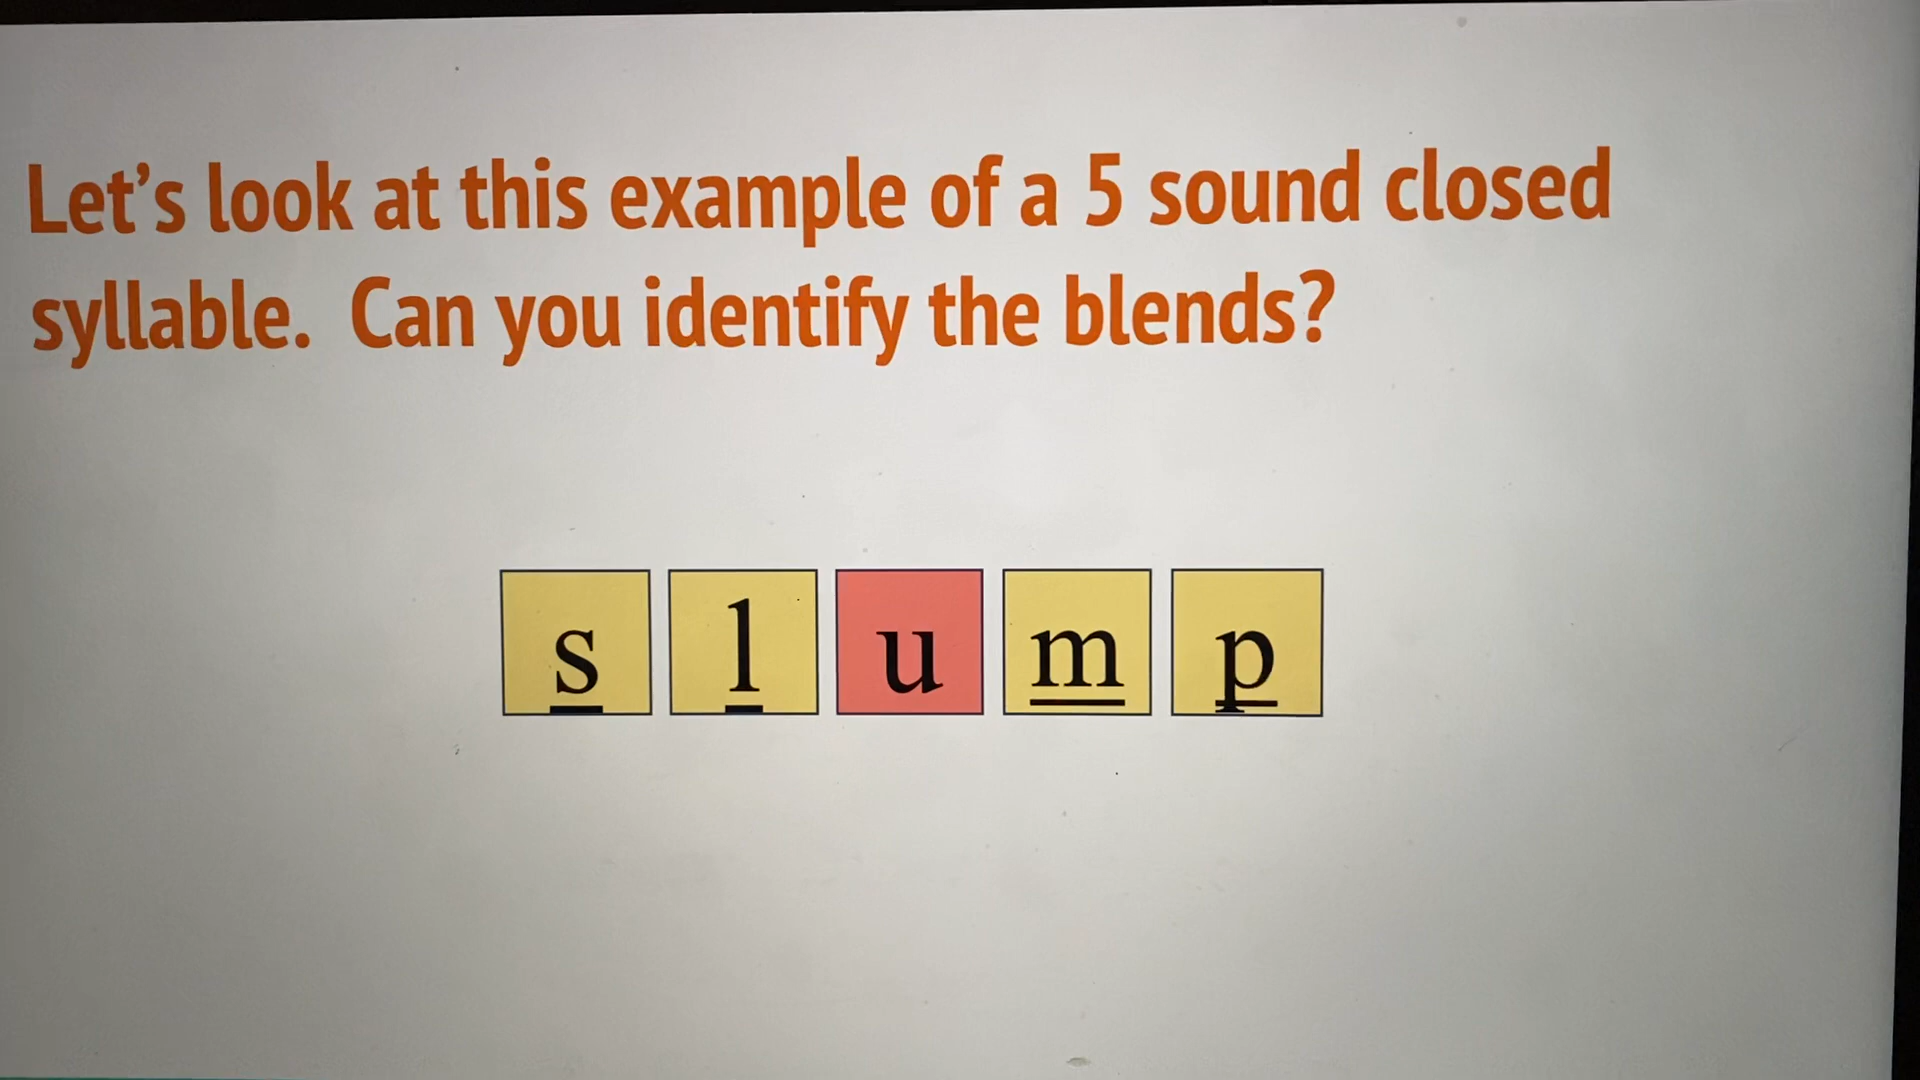 Let's look at this example of a 5 sound closed
syllable. Can you identify the blends?
s l u m p